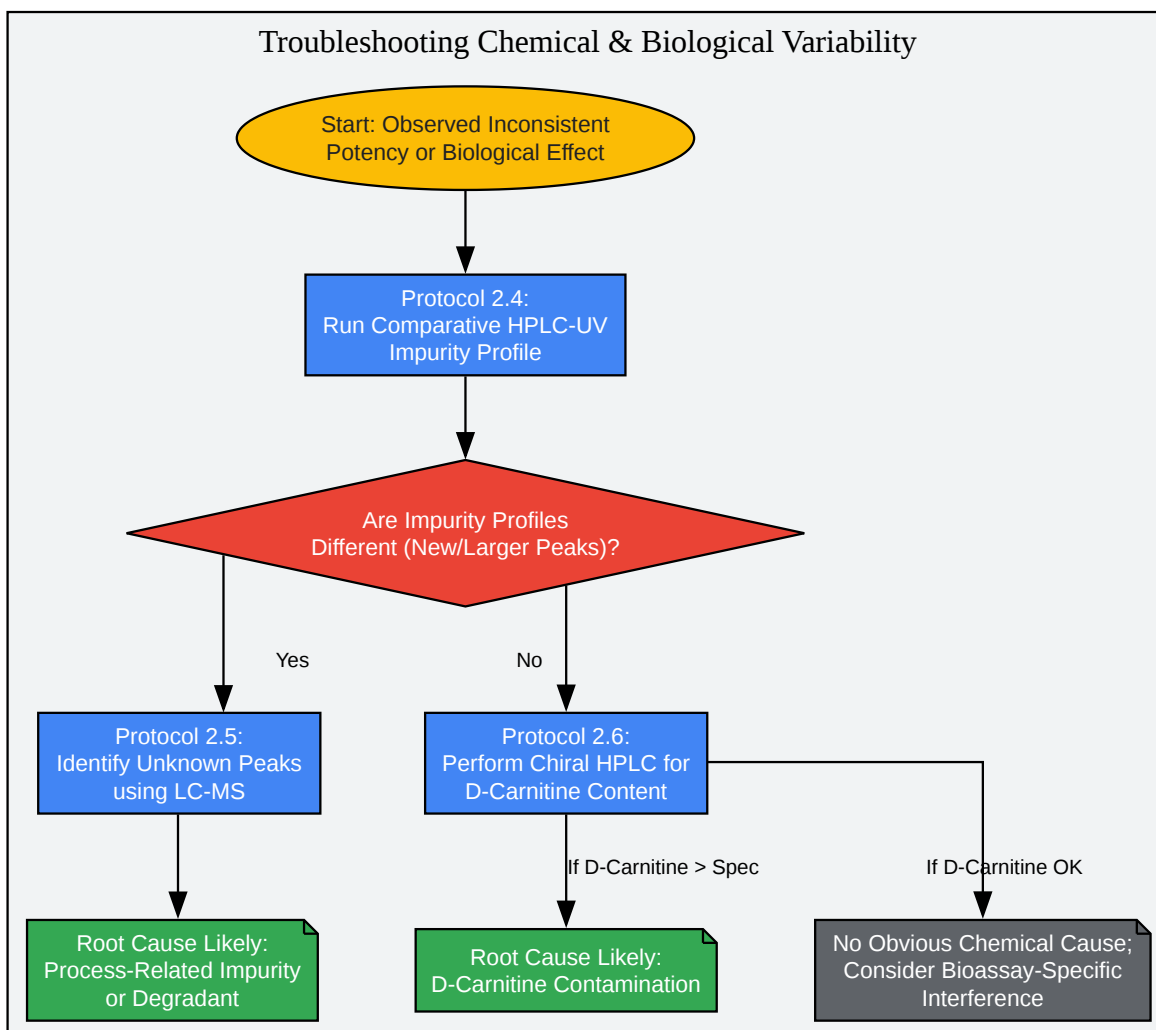 Troubleshooting Chemical & Biological Variability
Start: Observed Inconsistent
Potency or Biological Effect
Protocol 2.4:
Run Comparative HPLC-UV
Impurity Profile
Are Impurity Profiles
Different (New/Larger Peaks)?
Yes
No
Protocol 2.5:
Identify Unknown Peaks
using LC-MS
Protocol 2.6:
Perform Chiral HPLC for
D-Carnitine Content
If D-Carnitine > Spec
If D-Carnitine OK
Root Cause Likely:
Process-Related Impurity
or Degradant
Root Cause Likely:
D-Carnitine Contamination
No Obvious Chemical Cause;
Consider Bioassay-Specific
Interference